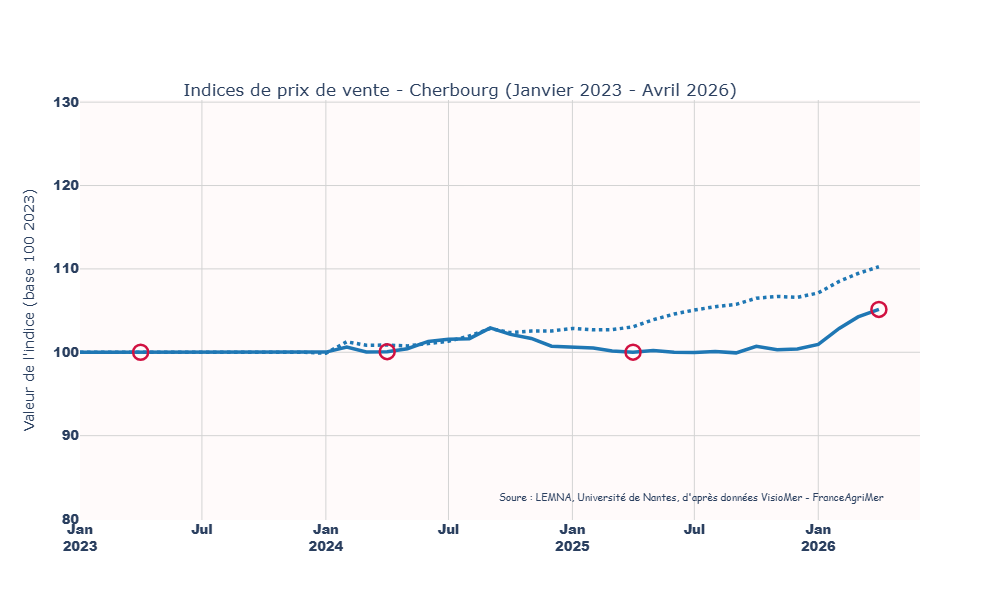 Indices de prix de vente - Cherbourg (Janvier 2023 - Avril 2026)
Valeur de l'indice (base 100 2023)
130
120
110
100
90
80
Soure : LEMNA, Université de Nantes, d'après données VisioMer - FranceAgriMer
Jan
2023
Jul
Jan
2024
Jul
Jan
2025
Jul
Jan
2026